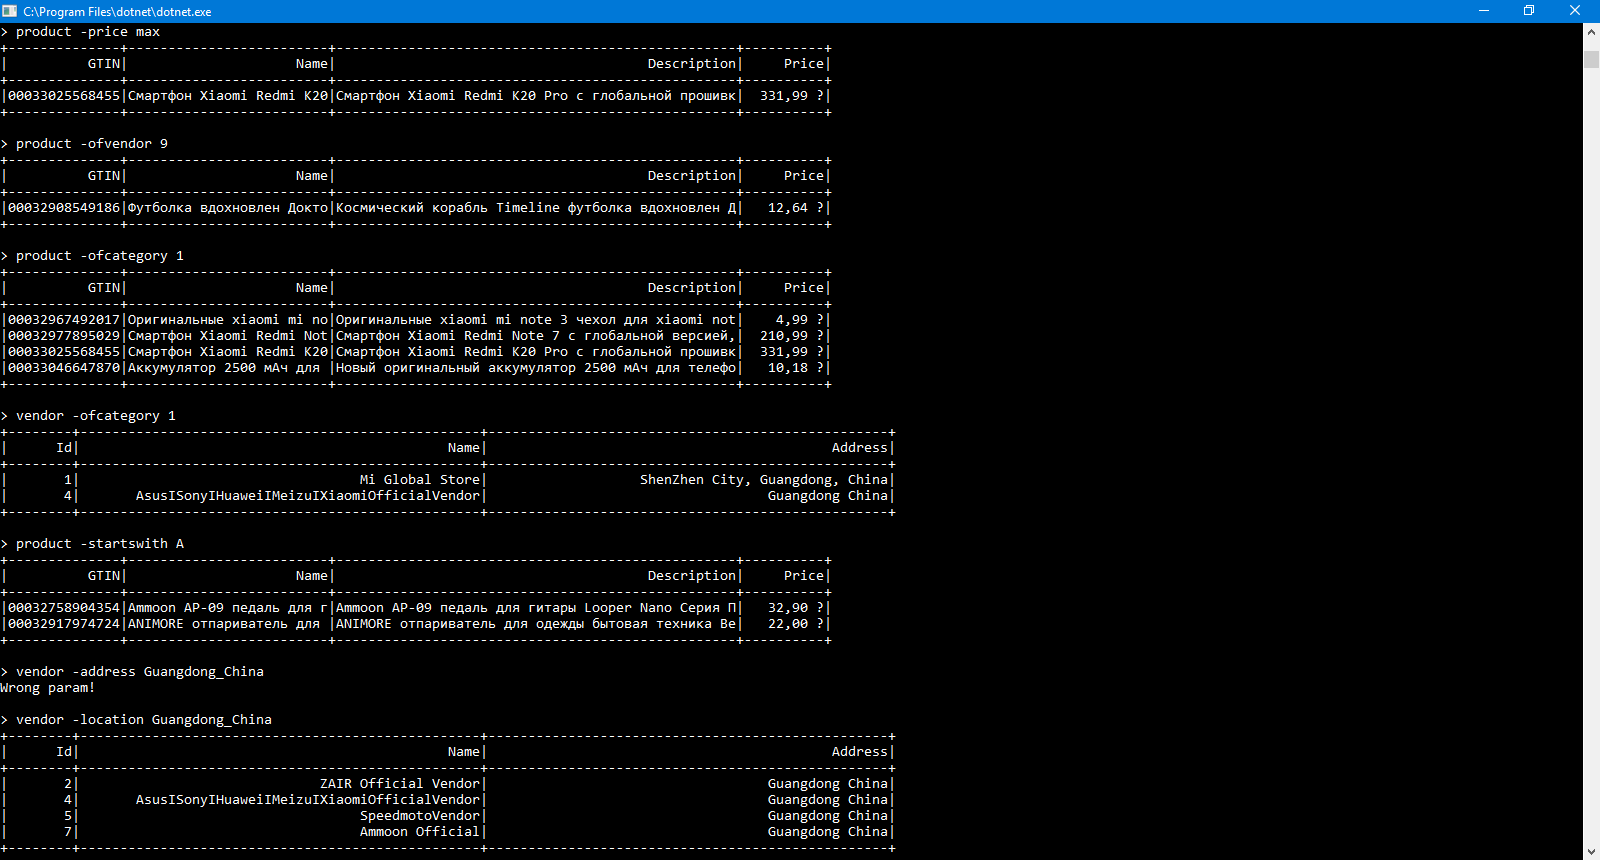 C:\Program Files\dotnet\dotnet.exe
> product -price max
+--------------+-------------------------+--------------------------------------------------+----------+
|          GTIN|                     Name|                                       Description|     Price|
+--------------+-------------------------+--------------------------------------------------+----------+
|00033025568455|Смартфон Xiaomi Redmi K20|Смартфон Xiaomi Redmi K20 Pro с глобальной прошивк|  331,99 ?|
+--------------+-------------------------+--------------------------------------------------+----------+
> product -ofvendor 9
+--------------+-------------------------+--------------------------------------------------+----------+
|          GTIN|                     Name|                                       Description|     Price|
+--------------+-------------------------+--------------------------------------------------+----------+
|00032908549186|Футболка вдохновлен Докто|Космический корабль Timeline футболка вдохновлен Д|   12,64 ?|
+--------------+-------------------------+--------------------------------------------------+----------+
> product -ofcategory 1
+--------------+-------------------------+--------------------------------------------------+----------+
|          GTIN|                     Name|                                       Description|     Price|
+--------------+-------------------------+--------------------------------------------------+----------+
|00032967492017|Оригинальные xiaomi mi no|Оригинальные xiaomi mi note 3 чехол для xiaomi not|    4,99 ?|
|00032977895029|Смартфон Xiaomi Redmi Not|Смартфон Xiaomi Redmi Note 7 с глобальной версией,|  210,99 ?|
|00033025568455|Смартфон Xiaomi Redmi K20|Смартфон Xiaomi Redmi K20 Pro с глобальной прошивк|  331,99 ?|
|00033046647870|Аккумулятор 2500 мАч для |Новый оригинальный аккумулятор 2500 мАч для телефо|   10,18 ?|
+--------------+-------------------------+--------------------------------------------------+----------+
> vendor -ofcategory 1
+--------+--------------------------------------------------+--------------------------------------------------+
|      Id|                                              Name|                                           Address|
+--------+--------------------------------------------------+--------------------------------------------------+
|       1|                                   Mi Global Store|                   ShenZhen City, Guangdong, China|
|       4|       AsusISonyIHuaweiIMeizuIXiaomiOfficialVendor|                                   Guangdong China|
+--------+--------------------------------------------------+--------------------------------------------------+
> product -startswith A
+--------------+-------------------------+--------------------------------------------------+----------+
|          GTIN|                     Name|                                       Description|     Price|
+--------------+-------------------------+--------------------------------------------------+----------+
|00032758904354|Ammoon AP-09 педаль для г|Ammoon AP-09 педаль для гитары Looper Nano Серия П|   32,90 ?|
|00032917974724|ANIMORE отпариватель для |ANIMORE отпариватель для одежды бытовая техника Ве|   22,00 ?|
+--------------+-------------------------+--------------------------------------------------+----------+
> vendor -address Guangdong_China
Wrong param!
> vendor -location Guangdong_China
+--------+--------------------------------------------------+--------------------------------------------------+
|      Id|                                              Name|                                           Address|
+--------+--------------------------------------------------+--------------------------------------------------+
|       2|                              ZAIR Official Vendor|                                   Guangdong China|
|       4|       AsusISonyIHuaweiIMeizuIXiaomiOfficialVendor|                                   Guangdong China|
|       5|                                   SpeedmotoVendor|                                   Guangdong China|
|       7|                                   Ammoon Official|                                   Guangdong China|
+--------+--------------------------------------------------+--------------------------------------------------+